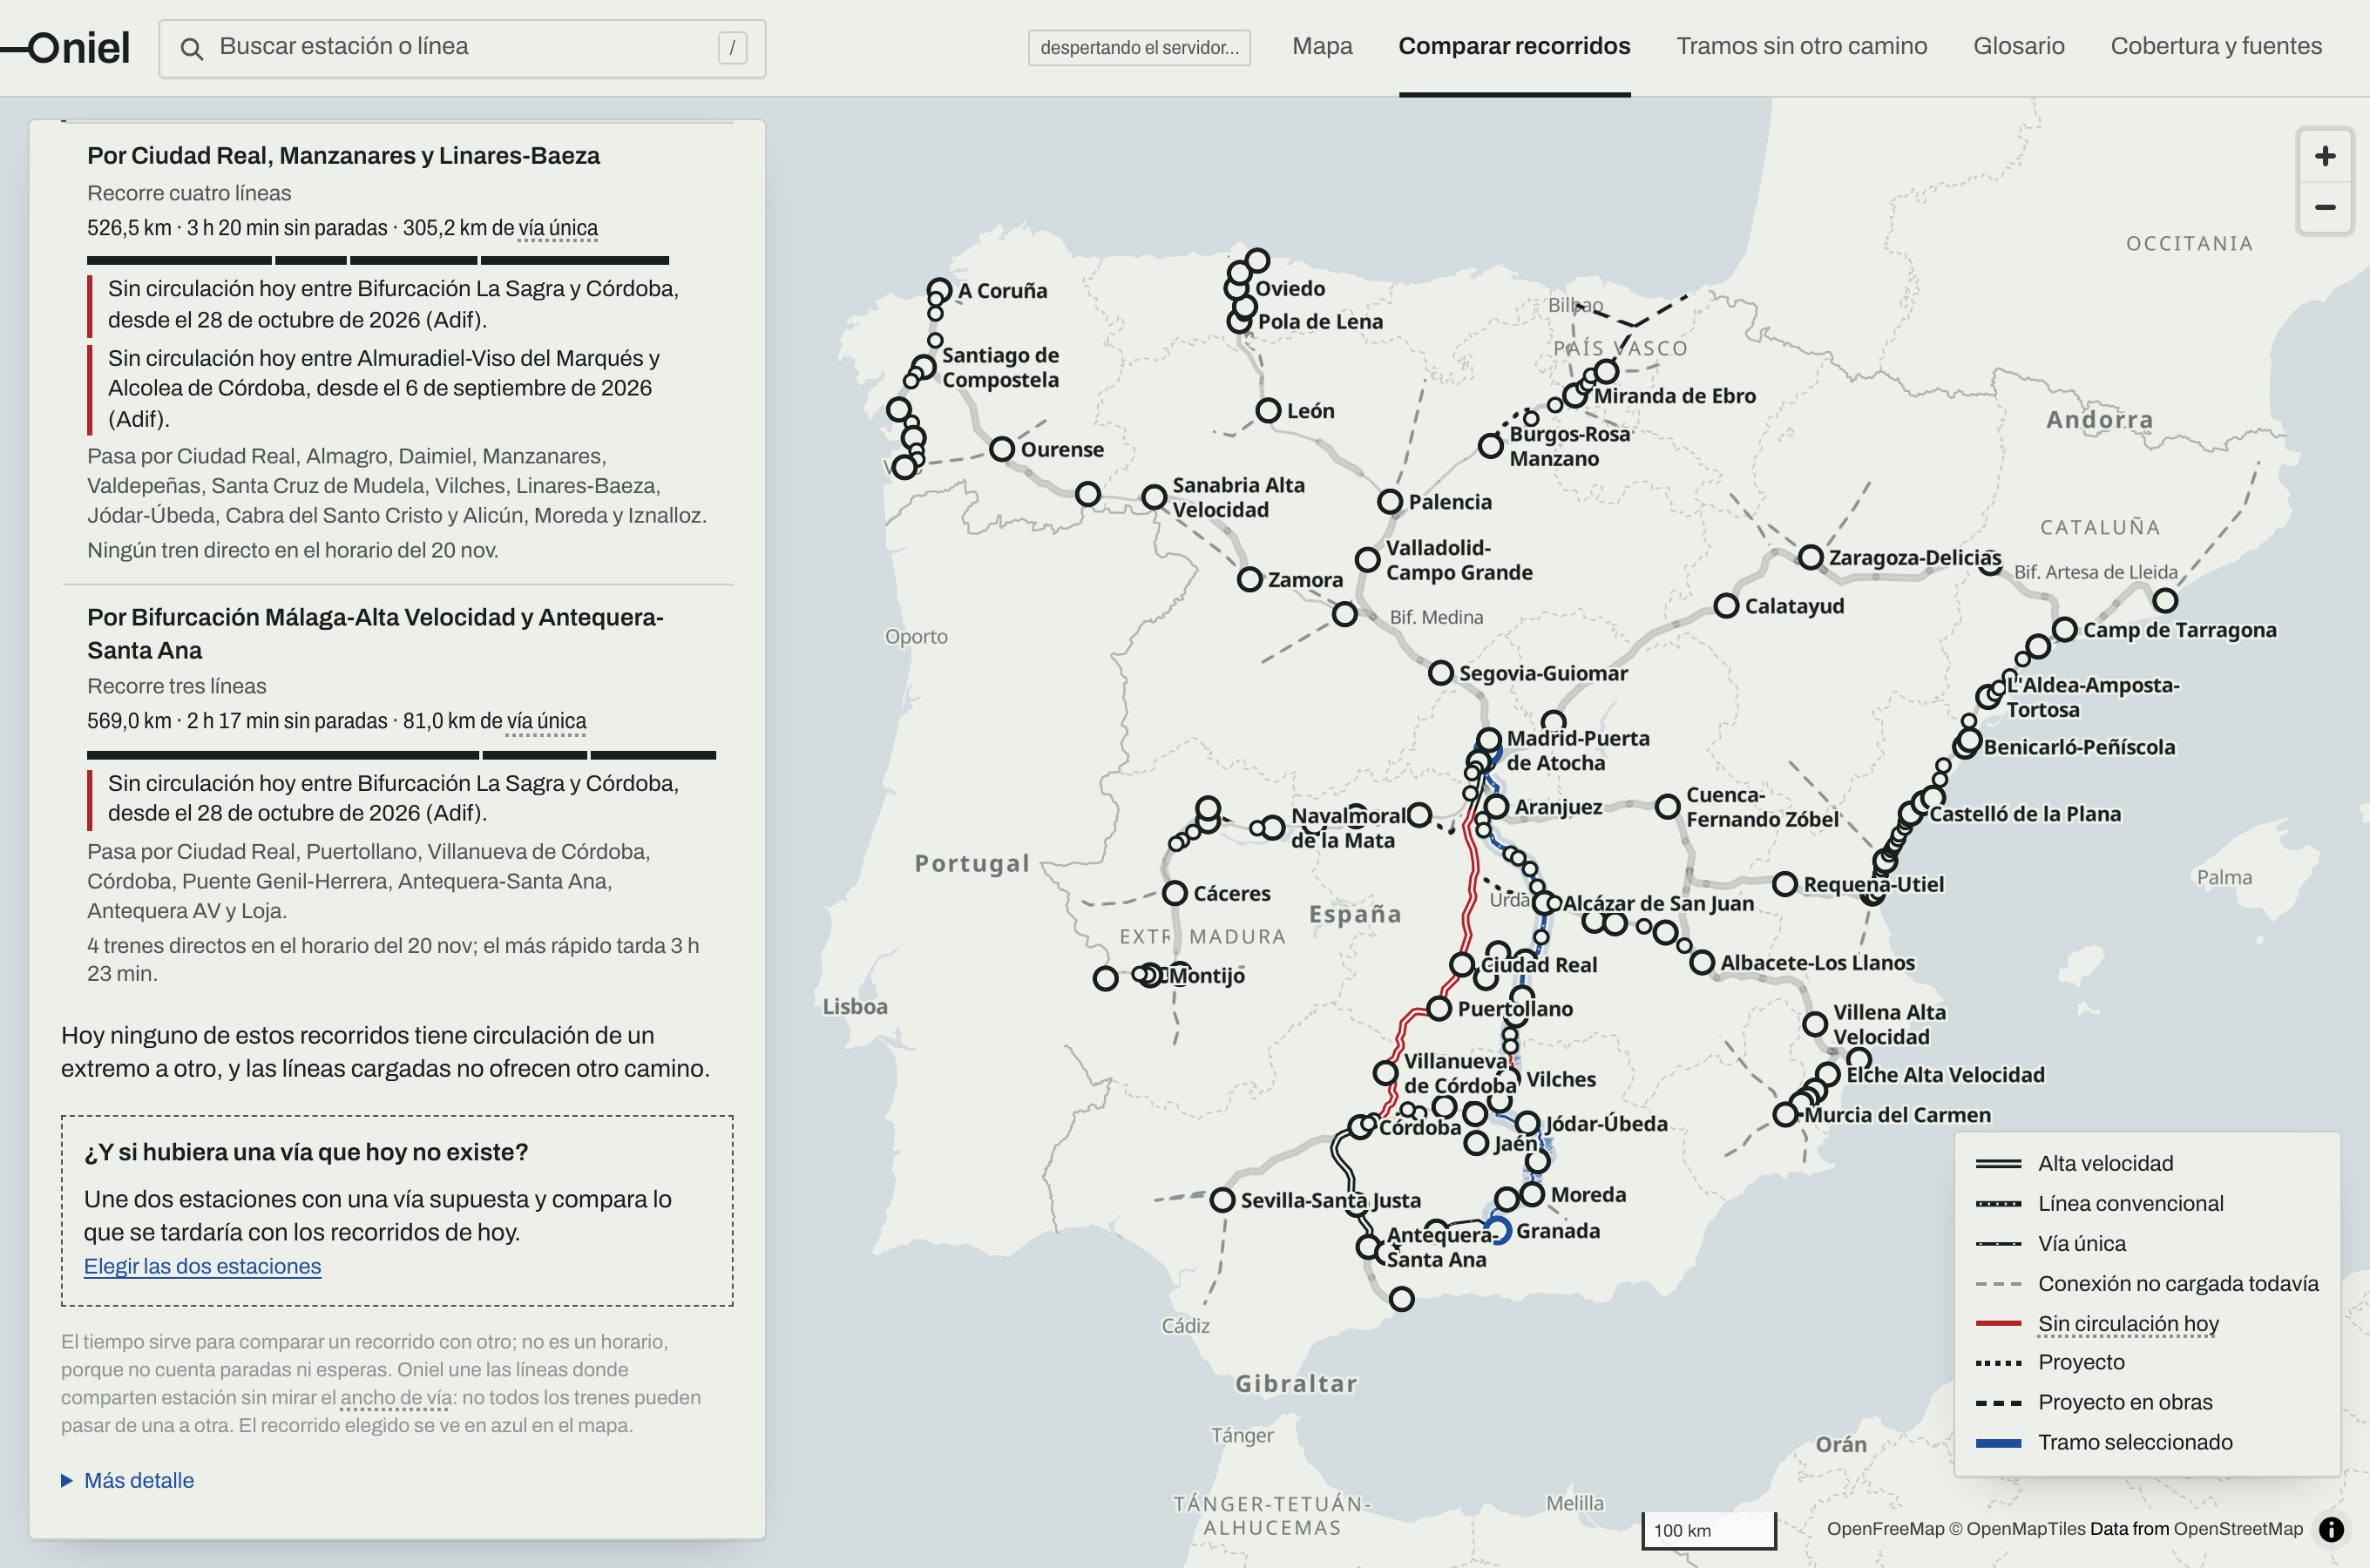 Oniel
Buscar estación o línea
/
despertando el servidor...
Mapa
Comparar recorridos
Tramos sin otro camino
Glosario
Cobertura y fuentes
Por Ciudad Real, Manzanares y Linares-Baeza
Recorre cuatro líneas
526,5 km · 3 h 20 min sin paradas · 305,2 km de vía única
Sin circulación hoy entre Bifurcación La Sagra y Córdoba,
desde el 28 de octubre de 2026 (Adif).
Sin circulación hoy entre Almuradiel-Viso del Marqués y
Alcolea de Córdoba, desde el 6 de septiembre de 2026
(Adif).
Pasa por Ciudad Real, Almagro, Daimiel, Manzanares,
Valdepeñas, Santa Cruz de Mudela, Vilches, Linares-Baeza,
Jódar-Úbeda, Cabra del Santo Cristo y Alicún, Moreda y Iznalloz.
Ningún tren directo en el horario del 20 nov.
Por Bifurcación Málaga-Alta Velocidad y Antequera-
Santa Ana
Recorre tres líneas
569,0 km · 2 h 17 min sin paradas · 81,0 km de vía única
Sin circulación hoy entre Bifurcación La Sagra y Córdoba,
desde el 28 de octubre de 2026 (Adif).
Pasa por Ciudad Real, Puertollano, Villanueva de Córdoba,
Córdoba, Puente Genil-Herrera, Antequera-Santa Ana,
Antequera AV y Loja.
4 trenes directos en el horario del 20 nov; el más rápido tarda 3 h
23 min.
Hoy ninguno de estos recorridos tiene circulación de un
extremo a otro, y las líneas cargadas no ofrecen otro camino.
¿Y si hubiera una vía que hoy no existe?
Une dos estaciones con una vía supuesta y compara lo
que se tardaría con los recorridos de hoy.
Elegir las dos estaciones
El tiempo sirve para comparar un recorrido con otro; no es un horario,
porque no cuenta paradas ni esperas. Oniel une las líneas donde
comparten estación sin mirar el ancho de vía: no todos los trenes pueden
pasar de una a otra. El recorrido elegido se ve en azul en el mapa.
Más detalle
OCCITANIA
A Coruña
Oviedo
Pola de Lena
Bilbao
PAÍS VASCO
Santiago de
Compostela
Miranda de Ebro
León
Andorra
Burgos-Rosa
Manzano
Ourense
Sanabria Alta
Velocidad
Palencia
CATALUÑA
Valladolid-
Campo Grande
Zaragoza-Delicias
Bif. Artesa de Lleida
Zamora
Calatayud
Bif. Medina
Oporto
Camp de Tarragona
Segovia-Guiomar
L'Aldea-Amposta-
Tortosa
Madrid-Puerta
de Atocha
Benicarló-Peñíscola
Aranjuez
Cuenca-
Fernando Zóbel
Castelló de la Plana
Navalmoral
de la Mata
Portugal
Requena-Utiel
Palma
Cáceres
Urda
Alcázar de San Juan
España
EXTR MADURA
Ciudad Real
Albacete-Los Llanos
Montijo
Lisboa
Puertollano
Villena Alta
Velocidad
Villanueva
de Córdoba
Vilches
Elche Alta Velocidad
Murcia del Carmen
Córdoba
Jódar-Úbeda
Jaén
Sevilla-Santa Justa
Moreda
Granada
Antequera-
Santa Ana
Cádiz
Gibraltar
Tánger
Orán
TÁNGER-TETUÁN-
ALHUCEMAS
Melilla
Alta velocidad
Línea convencional
Vía única
Conexión no cargada todavía
Sin circulación hoy
Proyecto
Proyecto en obras
Tramo seleccionado
100 km
OpenFreeMap © OpenMapTiles Data from OpenStreetMap